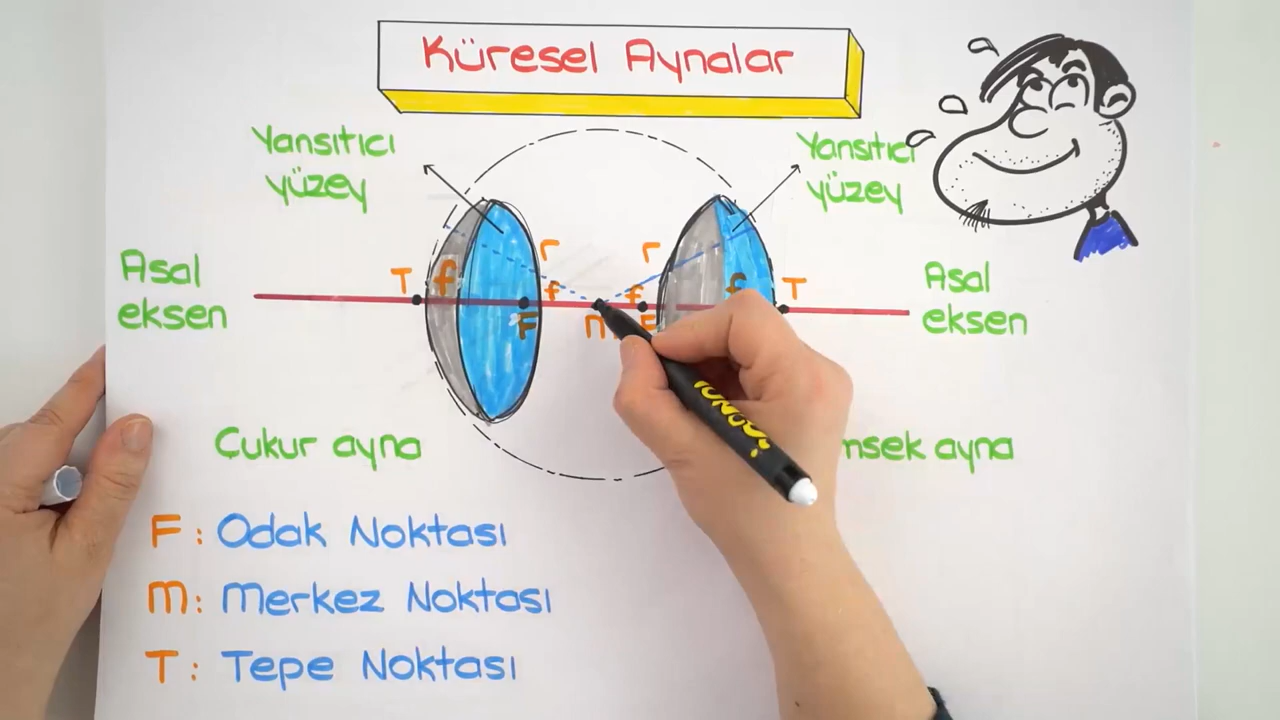 Küresel Aynalar
Yansıtıcı
yüzey
Yansıtıcı
yüzey
Asal
eksen
T f F f r
r f F f T
m
Asal
eksen
Çukur ayna
msek ayna
F: Odak Noktası
M: Merkez Noktası
T: Tepe Noktası